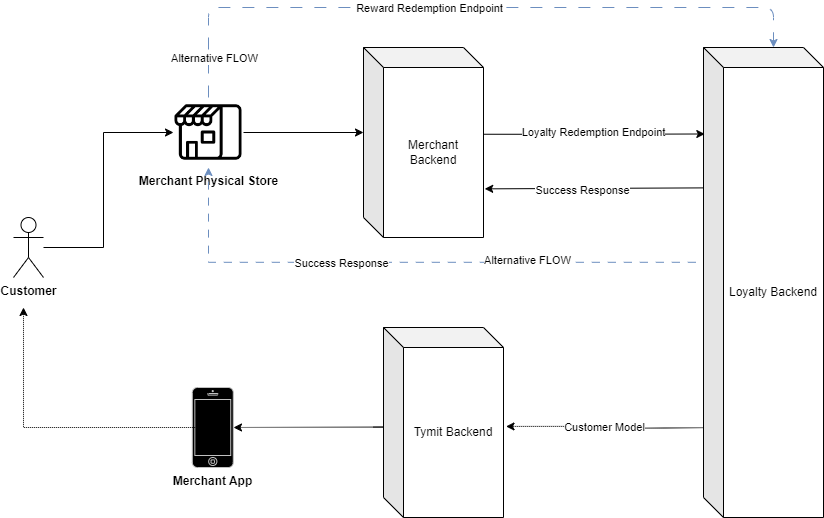 Reward Redemption Endpoint
Alternative FLOW
Merchant
Backend
Loyalty Redemption Endpoint
Merchant Physical Store
Success Response
Success Response
Alternative FLOW
Customer
Loyalty Backend
Customer Model
Tymit Backend
Merchant App